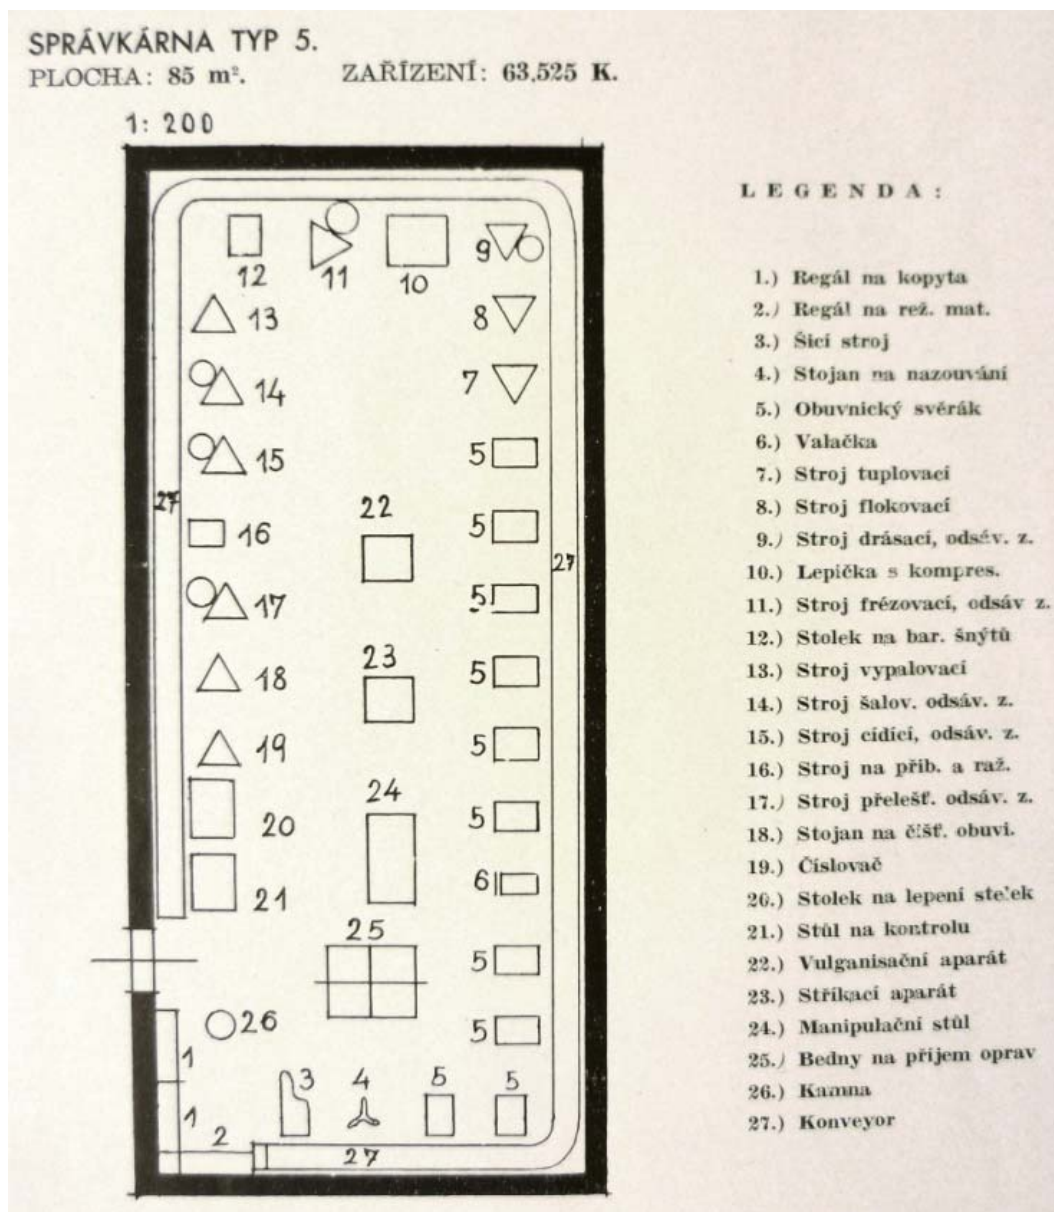 SPRÁVKÁRNA TYP 5.
PLOCHA: 85 m². ZAŘÍZENÍ: 63,525 K.
1: 200
12 11 10 9
13 8
14 7
15 5
27 16 22 5 27
17 5
18 23 5
19 5
20 24 5
21 6
25 5
26 5
1 3 4 5 5
1
2 27
LEGENDA:
1.) Regál na kopyta
2.) Regál na rež. mat.
3.) Šicí stroj
4.) Stojan na nazouvání
5.) Obuvnický svěrák
6.) Valačka
7.) Stroj tuplovací
8.) Stroj flokovací
9.) Stroj drásací, odsáv. z.
10.) Lepička s kompres.
11.) Stroj frézovací, odsáv z.
12.) Stolek na bar. šnýtů
13.) Stroj vypalovací
14.) Stroj šalov. odsáv. z.
15.) Stroj cídící, odsáv. z.
16.) Stroj na přib. a raž.
17.) Stroj přelešť. odsáv. z.
18.) Stojan na číšť. obuvi.
19.) Číslovač
20.) Stolek na lepení steček
21.) Stůl na kontrolu
22.) Vulganisační aparát
23.) Stříkací aparát
24.) Manipulační stůl
25.) Bedny na příjem oprav
26.) Kamna
27.) Konveyor